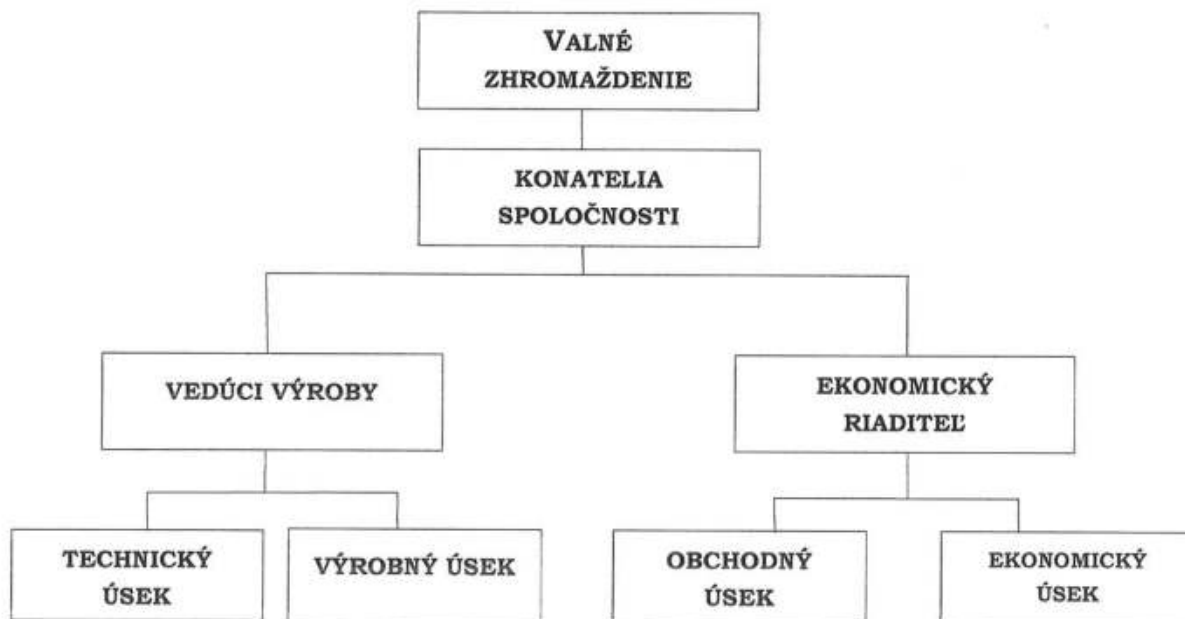 VALNÉ
ZHROMAŽDENIE
KONATELIA
SPOLOČNOSTI
VEDÚCI VÝROBY
EKONOMICKÝ
RIADITEĽ
TECHNICKÝ
ÚSEK
VÝROBNÝ ÚSEK
OBCHODNÝ
ÚSEK
EKONOMICKÝ
ÚSEK